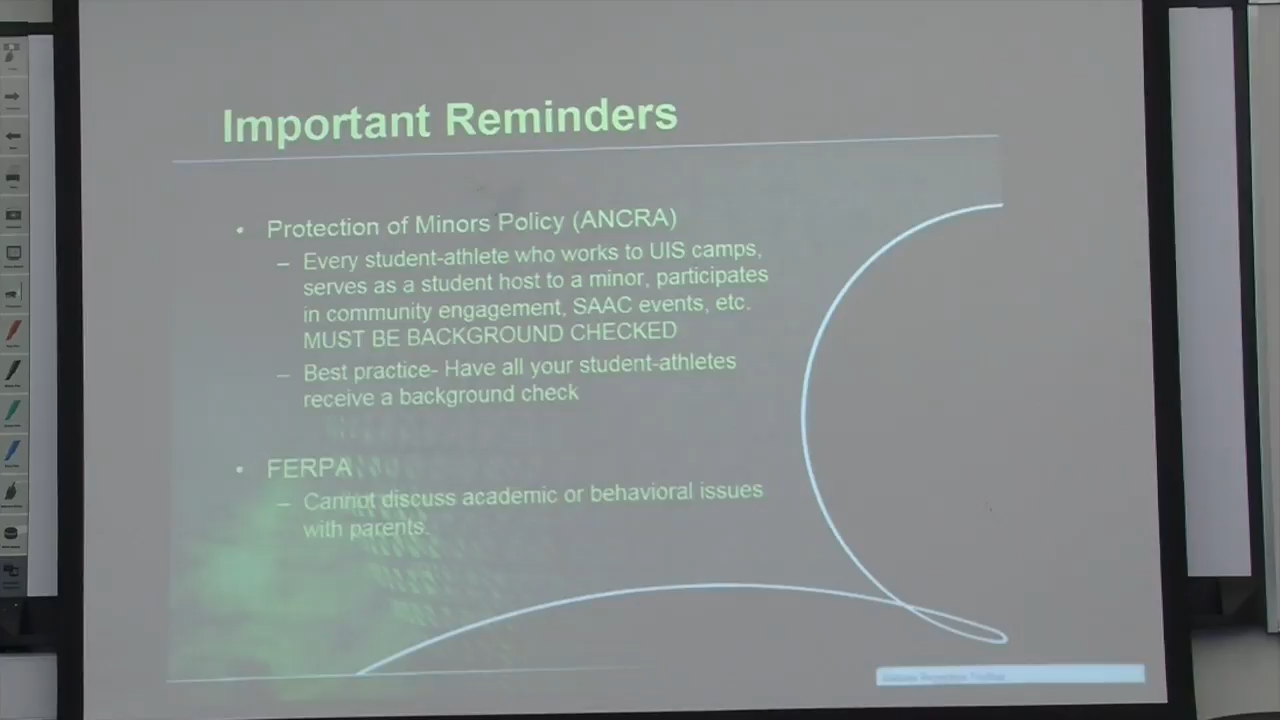 Important Reminders
• Protection of Minors Policy (ANCRA)
– Every student-athlete who works to UIS camps,
serves as a student host to a minor, participates
in community engagement, SAAC events, etc.
MUST BE BACKGROUND CHECKED
– Best practice- Have all your student-athletes
receive a background check
• FERPA
– Cannot discuss academic or behavioral issues
with parents.